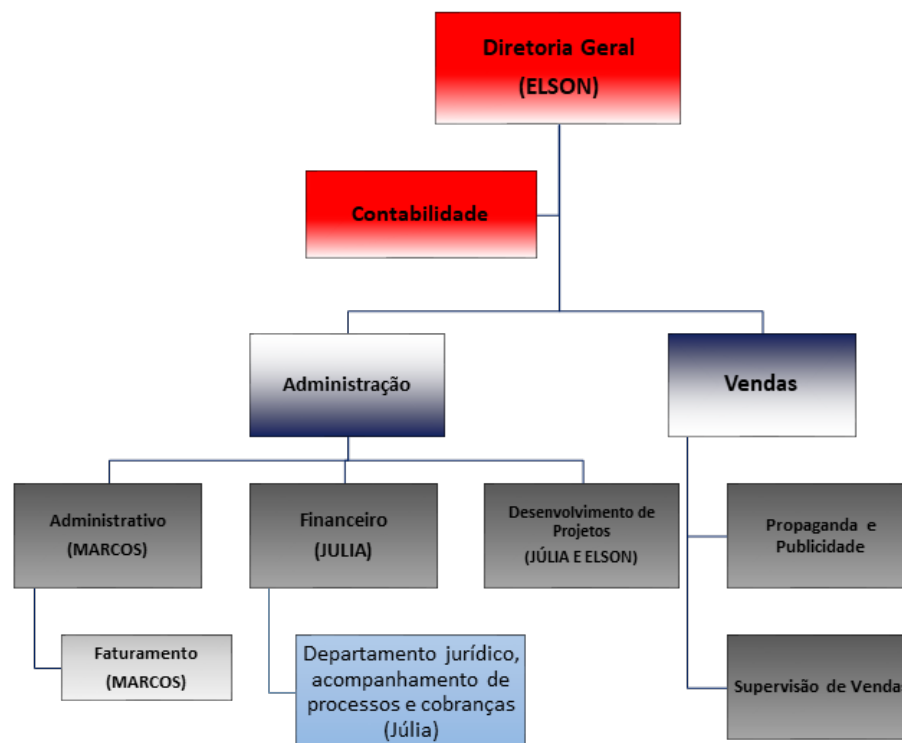 Diretoria Geral
(ELSON)
Contabilidade
Administração
Vendas
Administrativo
(MARCOS)
Financeiro
(JULIA)
Desenvolvimento de
Projetos
(JÚLIA E ELSON)
Propaganda e
Publicidade
Faturamento
(MARCOS)
Departamento jurídico,
acompanhamento de
processos e cobranças
(Júlia)
Supervisão de Vendas